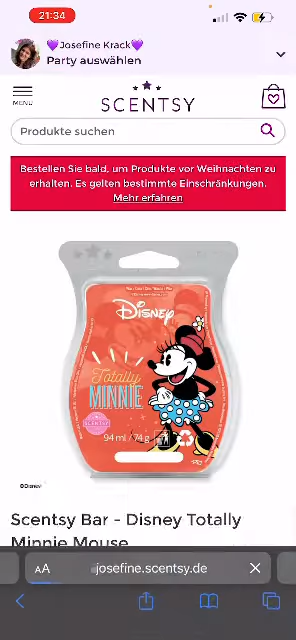 21:34
💜Josefine Krack💜
Party auswählen
MENU
SCENTSY
Produkte suchen
Bestellen Sie bald, um Produkte vor Weihnachten zu
erhalten. Es gelten bestimmte Einschränkungen.
Mehr erfahren
Disney
Totally
MINNIE
SCENTSY
94 ml / 74 g
©Disney
Scentsy Bar - Disney Totally
Minnie Mouse
AA
josefine.scentsy.de